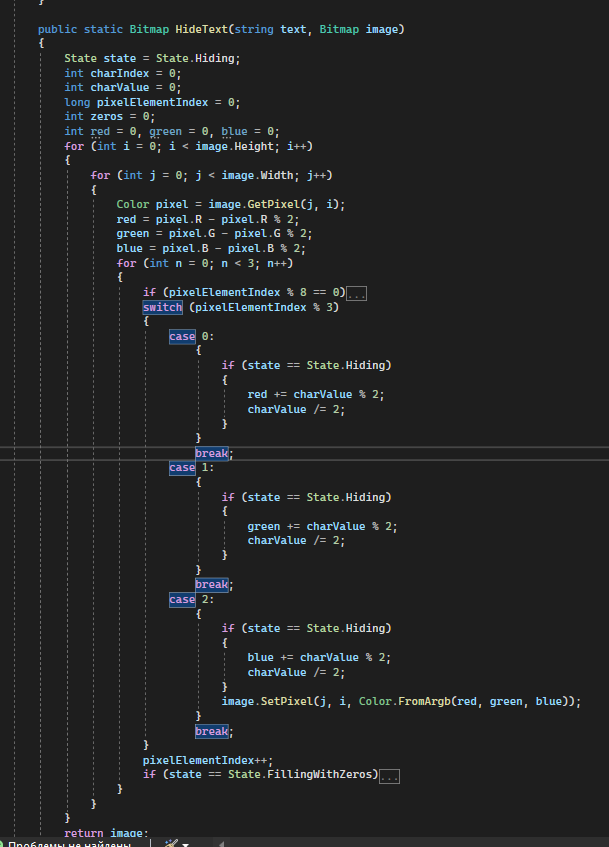 }
public static Bitmap HideText(string text, Bitmap image)
{
State state = State.Hiding;
int charIndex = 0;
int charValue = 0;
long pixelElementIndex = 0;
int zeros = 0;
int red = 0, green = 0, blue = 0;
for (int i = 0; i < image.Height; i++)
{
for (int j = 0; j < image.Width; j++)
{
Color pixel = image.GetPixel(j, i);
red = pixel.R - pixel.R % 2;
green = pixel.G - pixel.G % 2;
blue = pixel.B - pixel.B % 2;
for (int n = 0; n < 3; n++)
{
if (pixelElementIndex % 8 == 0)...
switch (pixelElementIndex % 3)
{
case 0:
{
if (state == State.Hiding)
{
red += charValue % 2;
charValue /= 2;
}
}
break;
case 1:
{
if (state == State.Hiding)
{
green += charValue % 2;
charValue /= 2;
}
}
break;
case 2:
{
if (state == State.Hiding)
{
blue += charValue % 2;
charValue /= 2;
}
image.SetPixel(j, i, Color.FromArgb(red, green, blue));
}
break;
}
pixelElementIndex++;
if (state == State.FillingWithZeros)...
}
}
}
return image;
Проблемы не найдены